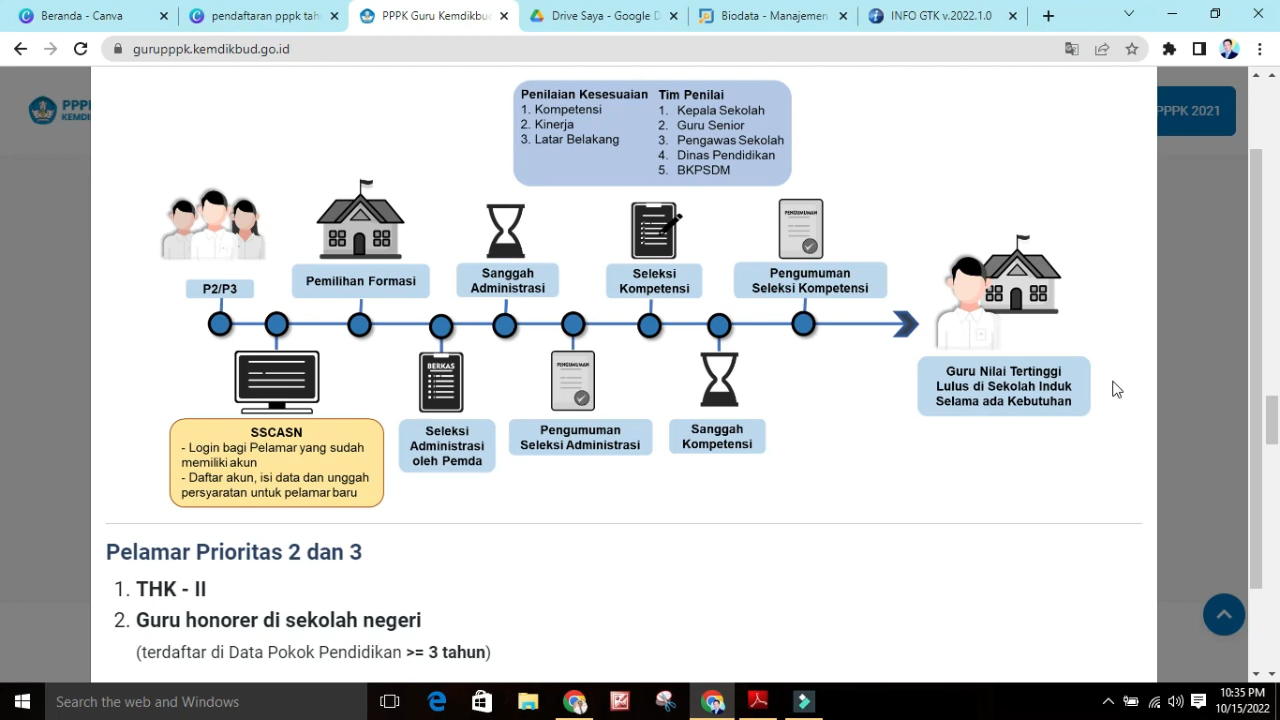 Beranda - Canva
pendaftaran pppk tah
PPPK Guru Kemdikb
Drive Saya - Google D
Biodata - Manajemen
INFO GTK v.2022.1.0
gurupppk.kemdikbud.go.id
PPPK 2021
Penilaian Kesesuaian
1. Kompetensi
2. Kinerja
3. Latar Belakang
Tim Penilai
1. Kepala Sekolah
2. Guru Senior
3. Pengawas Sekolah
4. Dinas Pendidikan
5. BKPSDM
PENGUMUMAN
P2/P3
Pemilihan Formasi
Sanggah
Administrasi
Seleksi
Kompetensi
Pengumuman
Seleksi Kompetensi
BERKAS
PENGUMUMAN
SSCASN
- Login bagi Pelamar yang sudah
memiliki akun
- Daftar akun, isi data dan unggah
persyaratan untuk pelamar baru
Seleksi
Administrasi
oleh Pemda
Pengumuman
Seleksi Administrasi
Sanggah
Kompetensi
Guru Nilai Tertinggi
Lulus di Sekolah Induk
Selama ada Kebutuhan
Pelamar Prioritas 2 dan 3
1. THK - II
2. Guru honorer di sekolah negeri
(terdaftar di Data Pokok Pendidikan >= 3 tahun)
Search the web and Windows
10:35 PM
10/15/2022